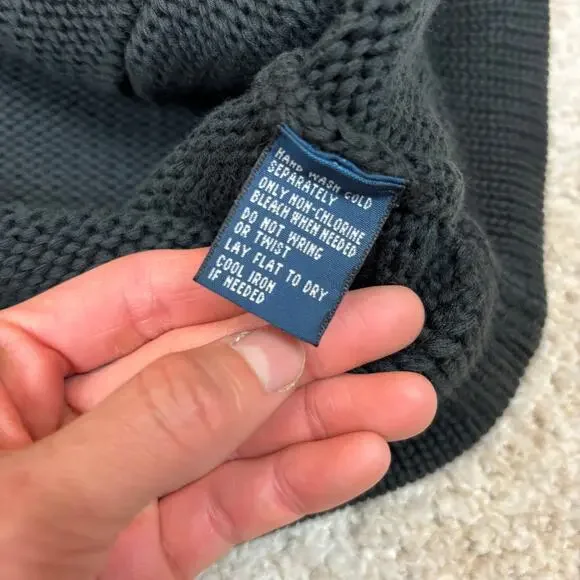 HAND WASH COLD
SEPARATELY
ONLY NON-CHLORINE
BLEACH WHEN NEEDED
DO NOT WRING
OR TWIST
LAY FLAT TO DRY
COOL IRON
IF NEEDED